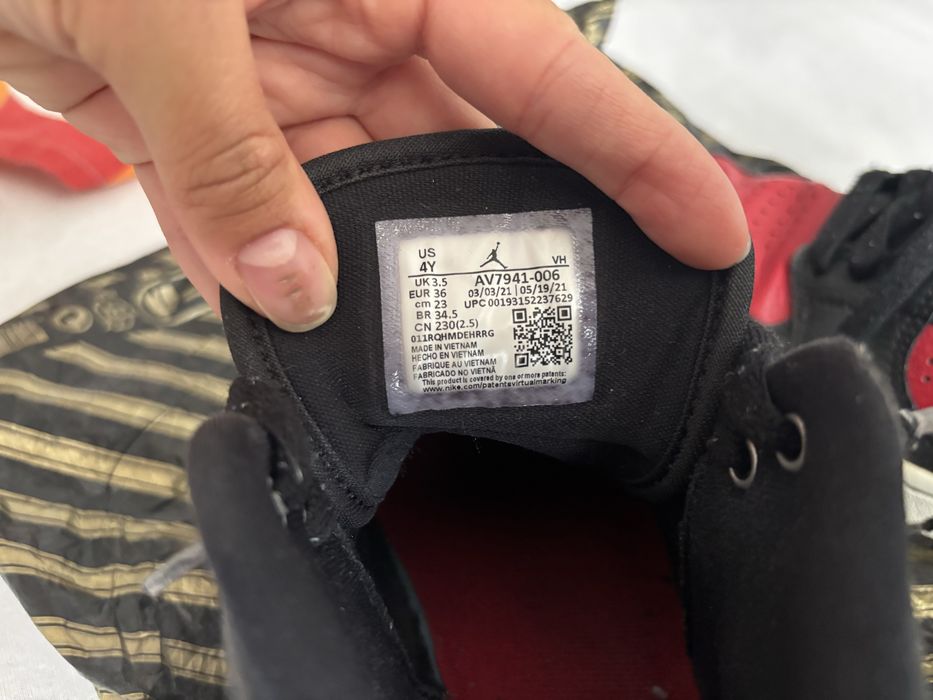 US
4Y VH
UK 3.5 AV7941-006
EUR 36 03/03/21 05/19/21
cm 23 UPC 00193152237629
BR 34.5
CN 230(2.5)
011RQHMDEHRRG
MADE IN VIETNAM
HECHO EN VIETNAM
FABRIQUE AU VIETNAM
FABRICADO NO VIETNÃ
This product is covered by one or more patents:
www.nike.com/patentsvirtualmarking